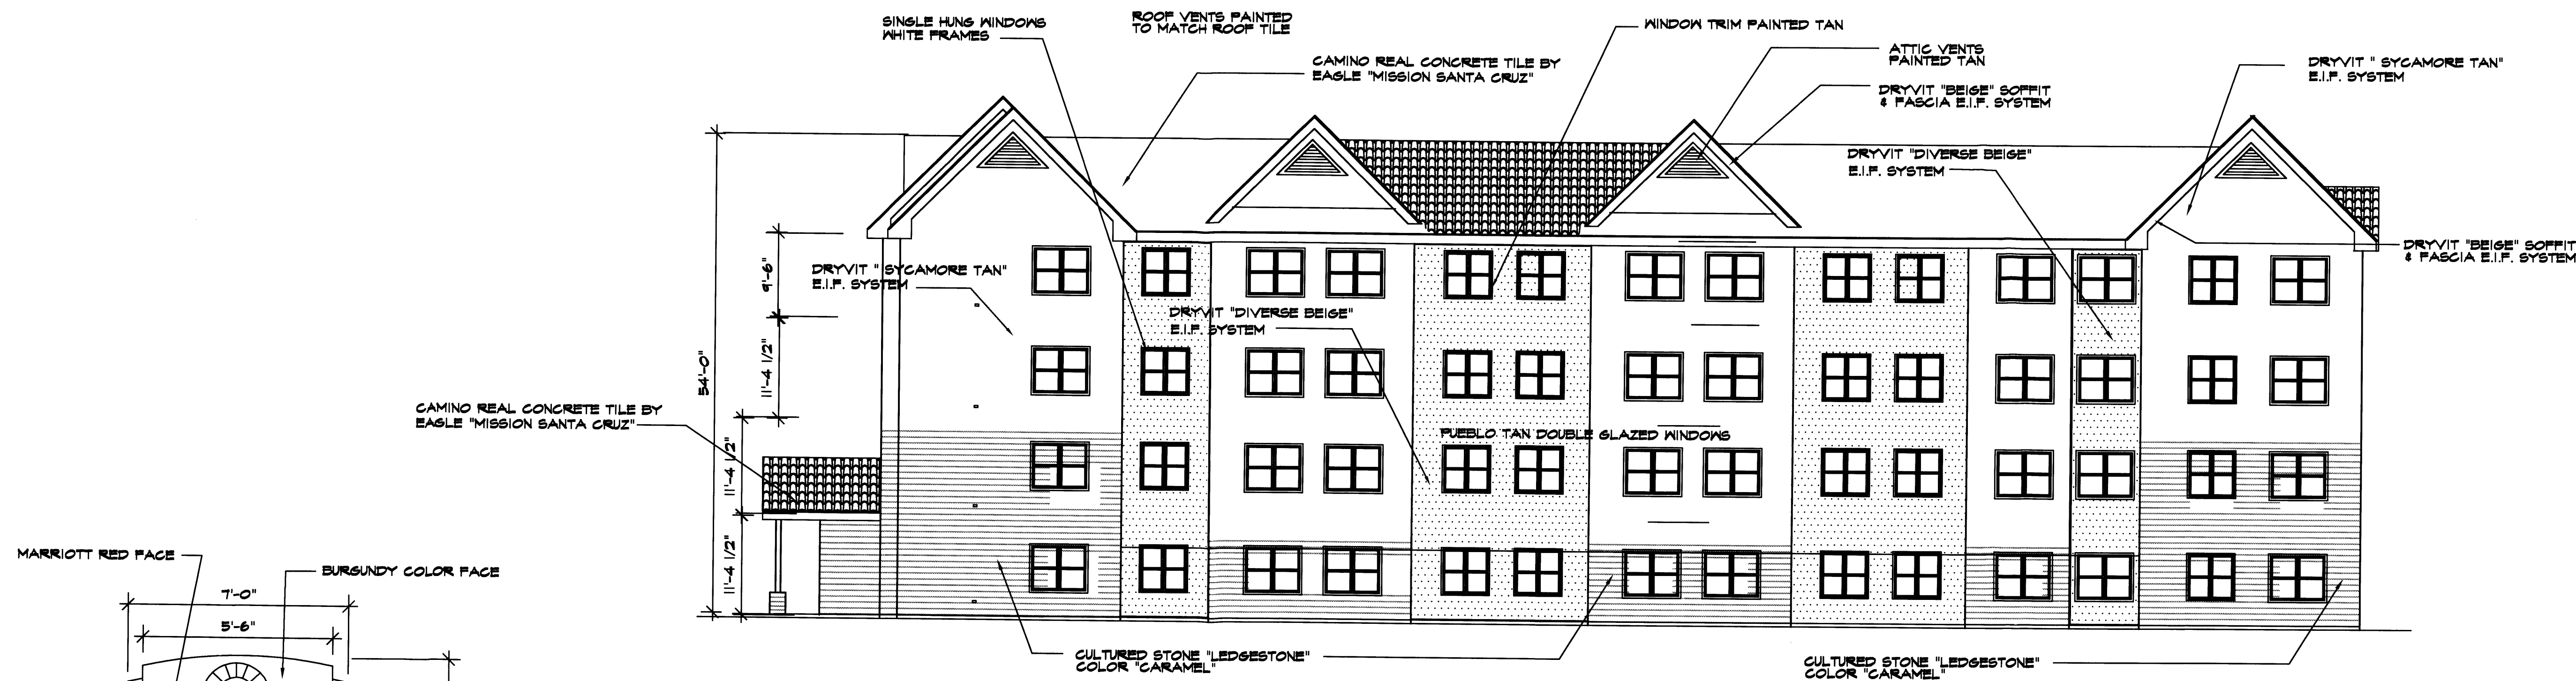 SINGLE HUNG WINDOWS
WHITE FRAMES
ROOF VENTS PAINTED
TO MATCH ROOF TILE
CAMINO REAL CONCRETE TILE BY
EAGLE "MISSION SANTA CRUZ"
WINDOW TRIM PAINTED TAN
ATTIC VENTS
PAINTED TAN
DRYVIT "BEIGE" SOFFIT
& FASCIA E.I.F. SYSTEM
DRYVIT " SYCAMORE TAN"
E.I.F. SYSTEM
DRYVIT "DIVERSE BEIGE"
E.I.F. SYSTEM
DRYVIT "BEIGE" SOFFIT
& FASCIA E.I.F. SYSTEM
DRYVIT " SYCAMORE TAN"
E.I.F. SYSTEM
9'-6"
11'-4 1/2"
54'-0"
DRYVIT "DIVERSE BEIGE"
E.I.F. SYSTEM
CAMINO REAL CONCRETE TILE BY
EAGLE "MISSION SANTA CRUZ"
PUEBLO TAN DOUBLE GLAZED WINDOWS
11'-4 1/2"
11'-4 1/2"
MARRIOTT RED FACE
BURGUNDY COLOR FACE
7'-0"
5'-6"
CULTURED STONE "LEDGESTONE"
COLOR "CARAMEL"
CULTURED STONE "LEDGESTONE"
COLOR "CARAMEL"